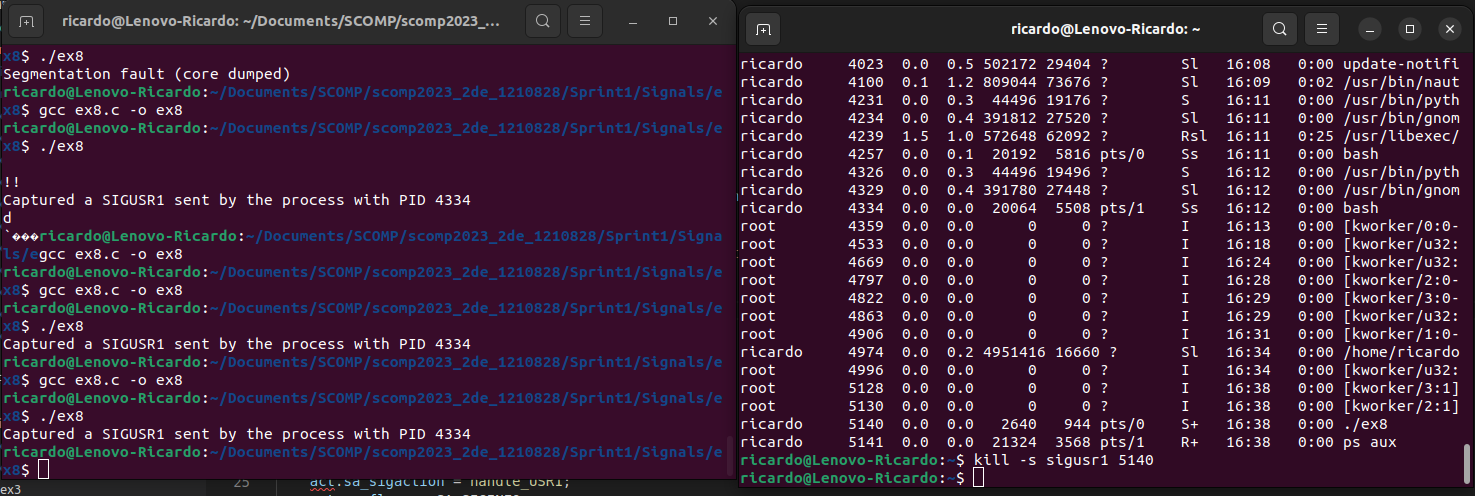 ricardo@Lenovo-Ricardo: ~/Documents/SCOMP/scomp2023_...
x8$ ./ex8
Segmentation fault (core dumped)
ricardo@Lenovo-Ricardo:~/Documents/SCOMP/scomp2023_2de_1210828/Sprint1/Signals/e
x8$ gcc ex8.c -o ex8
ricardo@Lenovo-Ricardo:~/Documents/SCOMP/scomp2023_2de_1210828/Sprint1/Signals/e
x8$ ./ex8
!!
Captured a SIGUSR1 sent by the process with PID 4334
d
`���ricardo@Lenovo-Ricardo:~/Documents/SCOMP/scomp2023_2de_1210828/Sprint1/Signa
ls/egcc ex8.c -o ex8
ricardo@Lenovo-Ricardo:~/Documents/SCOMP/scomp2023_2de_1210828/Sprint1/Signals/e
x8$ gcc ex8.c -o ex8
ricardo@Lenovo-Ricardo:~/Documents/SCOMP/scomp2023_2de_1210828/Sprint1/Signals/e
x8$ ./ex8
Captured a SIGUSR1 sent by the process with PID 4334
ricardo@Lenovo-Ricardo:~/Documents/SCOMP/scomp2023_2de_1210828/Sprint1/Signals/e
x8$ gcc ex8.c -o ex8
ricardo@Lenovo-Ricardo:~/Documents/SCOMP/scomp2023_2de_1210828/Sprint1/Signals/e
x8$ ./ex8
Captured a SIGUSR1 sent by the process with PID 4334
ricardo@Lenovo-Ricardo:~/Documents/SCOMP/scomp2023_2de_1210828/Sprint1/Signals/e
x8$
ex3
25 act.sa_sigaction = handle_USR1;
ricardo@Lenovo-Ricardo: ~
ricardo 4023 0.0 0.5 502172 29404 ? Sl 16:08 0:00 update-notifi
ricardo 4100 0.1 1.2 809044 73676 ? Sl 16:09 0:02 /usr/bin/naut
ricardo 4231 0.0 0.3 44496 19176 ? S 16:11 0:00 /usr/bin/pyth
ricardo 4234 0.0 0.4 391812 27520 ? Sl 16:11 0:00 /usr/bin/gnom
ricardo 4239 1.5 1.0 572648 62092 ? Rsl 16:11 0:25 /usr/libexec/
ricardo 4257 0.0 0.1 20192 5816 pts/0 Ss 16:11 0:00 bash
ricardo 4326 0.0 0.3 44496 19496 ? S 16:12 0:00 /usr/bin/pyth
ricardo 4329 0.0 0.4 391780 27448 ? Sl 16:12 0:00 /usr/bin/gnom
ricardo 4334 0.0 0.0 20064 5508 pts/1 Ss 16:12 0:00 bash
root 4359 0.0 0.0 0 0 ? I 16:13 0:00 [kworker/0:0-
root 4533 0.0 0.0 0 0 ? I 16:18 0:00 [kworker/u32:
root 4669 0.0 0.0 0 0 ? I 16:24 0:00 [kworker/u32:
root 4797 0.0 0.0 0 0 ? I 16:28 0:00 [kworker/2:0-
root 4822 0.0 0.0 0 0 ? I 16:29 0:00 [kworker/3:0-
root 4863 0.0 0.0 0 0 ? I 16:29 0:00 [kworker/u32:
root 4906 0.0 0.0 0 0 ? I 16:31 0:00 [kworker/1:0-
ricardo 4974 0.0 0.2 4951416 16660 ? Sl 16:34 0:00 /home/ricardo
root 4996 0.0 0.0 0 0 ? I 16:34 0:00 [kworker/u32:
root 5128 0.0 0.0 0 0 ? I 16:38 0:00 [kworker/3:1]
root 5130 0.0 0.0 0 0 ? I 16:38 0:00 [kworker/2:1]
ricardo 5140 0.0 0.0 2640 944 pts/0 S+ 16:38 0:00 ./ex8
ricardo 5141 0.0 0.0 21324 3568 pts/1 R+ 16:38 0:00 ps aux
ricardo@Lenovo-Ricardo:~$ kill -s sigusr1 5140
ricardo@Lenovo-Ricardo:~$